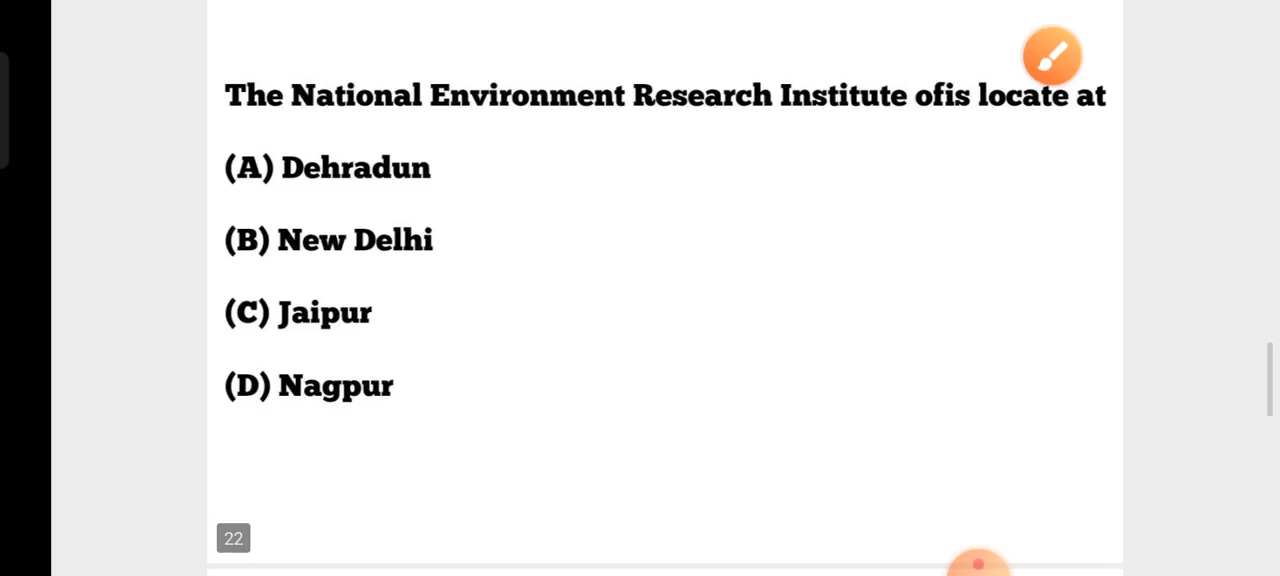 The National Environment Research Institute ofis locate at
(A) Dehradun
(B) New Delhi
(C) Jaipur
(D) Nagpur
22